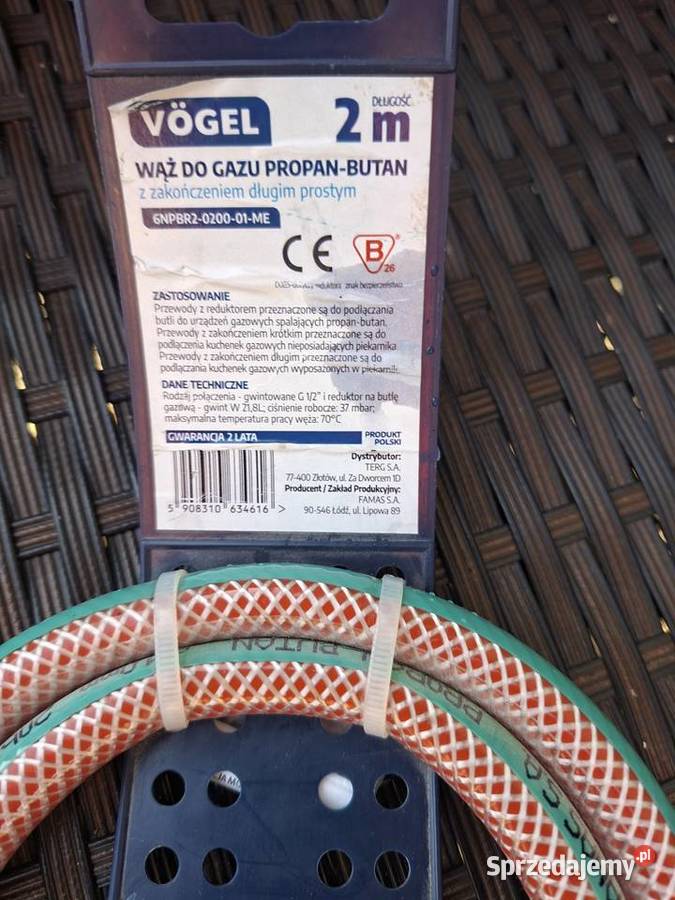 VÖGEL
DŁUGOŚĆ
2 m
WĄŻ DO GAZU PROPAN-BUTAN
z zakończeniem długim prostym
6NPBR2-0200-01-ME
CE
B
26
reduktora znak bezpieczeństwa
ZASTOSOWANIE
Przewody z reduktorem przeznaczone są do podłączania
butli do urządzeń gazowych spalających propan-butan.
Przewody z zakończeniem krótkim przeznaczone są do
podłączania kuchenek gazowych nieposiadających piekarnika
Przewody z zakończeniem długim przeznaczone są do
podłączania kuchenek gazowych wyposażonych w piekarnik
DANE TECHNICZNE
Rodzaj połączenia - gwintowane G 1/2" i reduktor na butlę
gazową - gwint W 21,8L; ciśnienie robocze: 37 mbar;
maksymalna temperatura pracy węża: 70°C
GWARANCJA 2 LATA
PRODUKT
POLSKI
Dystrybutor:
TERG S.A.
77-400 Złotów, ul. Za Dworcem 1D
Producent / Zakład Produkcyjny:
FAMAS S.A.
90-546 Łódź, ul. Lipowa 89
5 908310 634616 >
BUTAN
PROPAN BUTAN
Sprzedajemy.pl